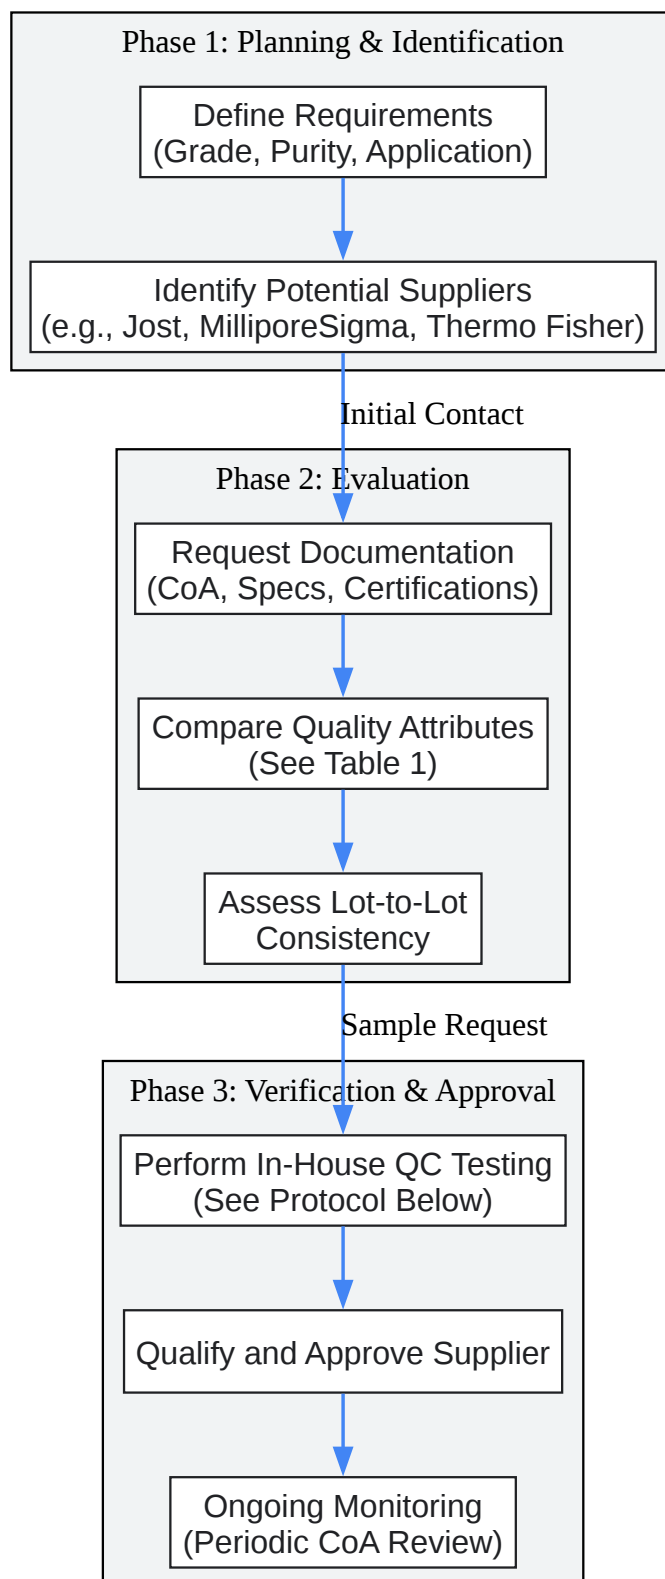 Phase 1: Planning & Identification
Define Requirements
(Grade, Purity, Application)
Identify Potential Suppliers
(e.g., Jost, MilliporeSigma, Thermo Fisher)
Initial Contact
Phase 2: Evaluation
Request Documentation
(CoA, Specs, Certifications)
Compare Quality Attributes
(See Table 1)
Assess Lot-to-Lot
Consistency
Sample Request
Phase 3: Verification & Approval
Perform In-House QC Testing
(See Protocol Below)
Qualify and Approve Supplier
Ongoing Monitoring
(Periodic CoA Review)